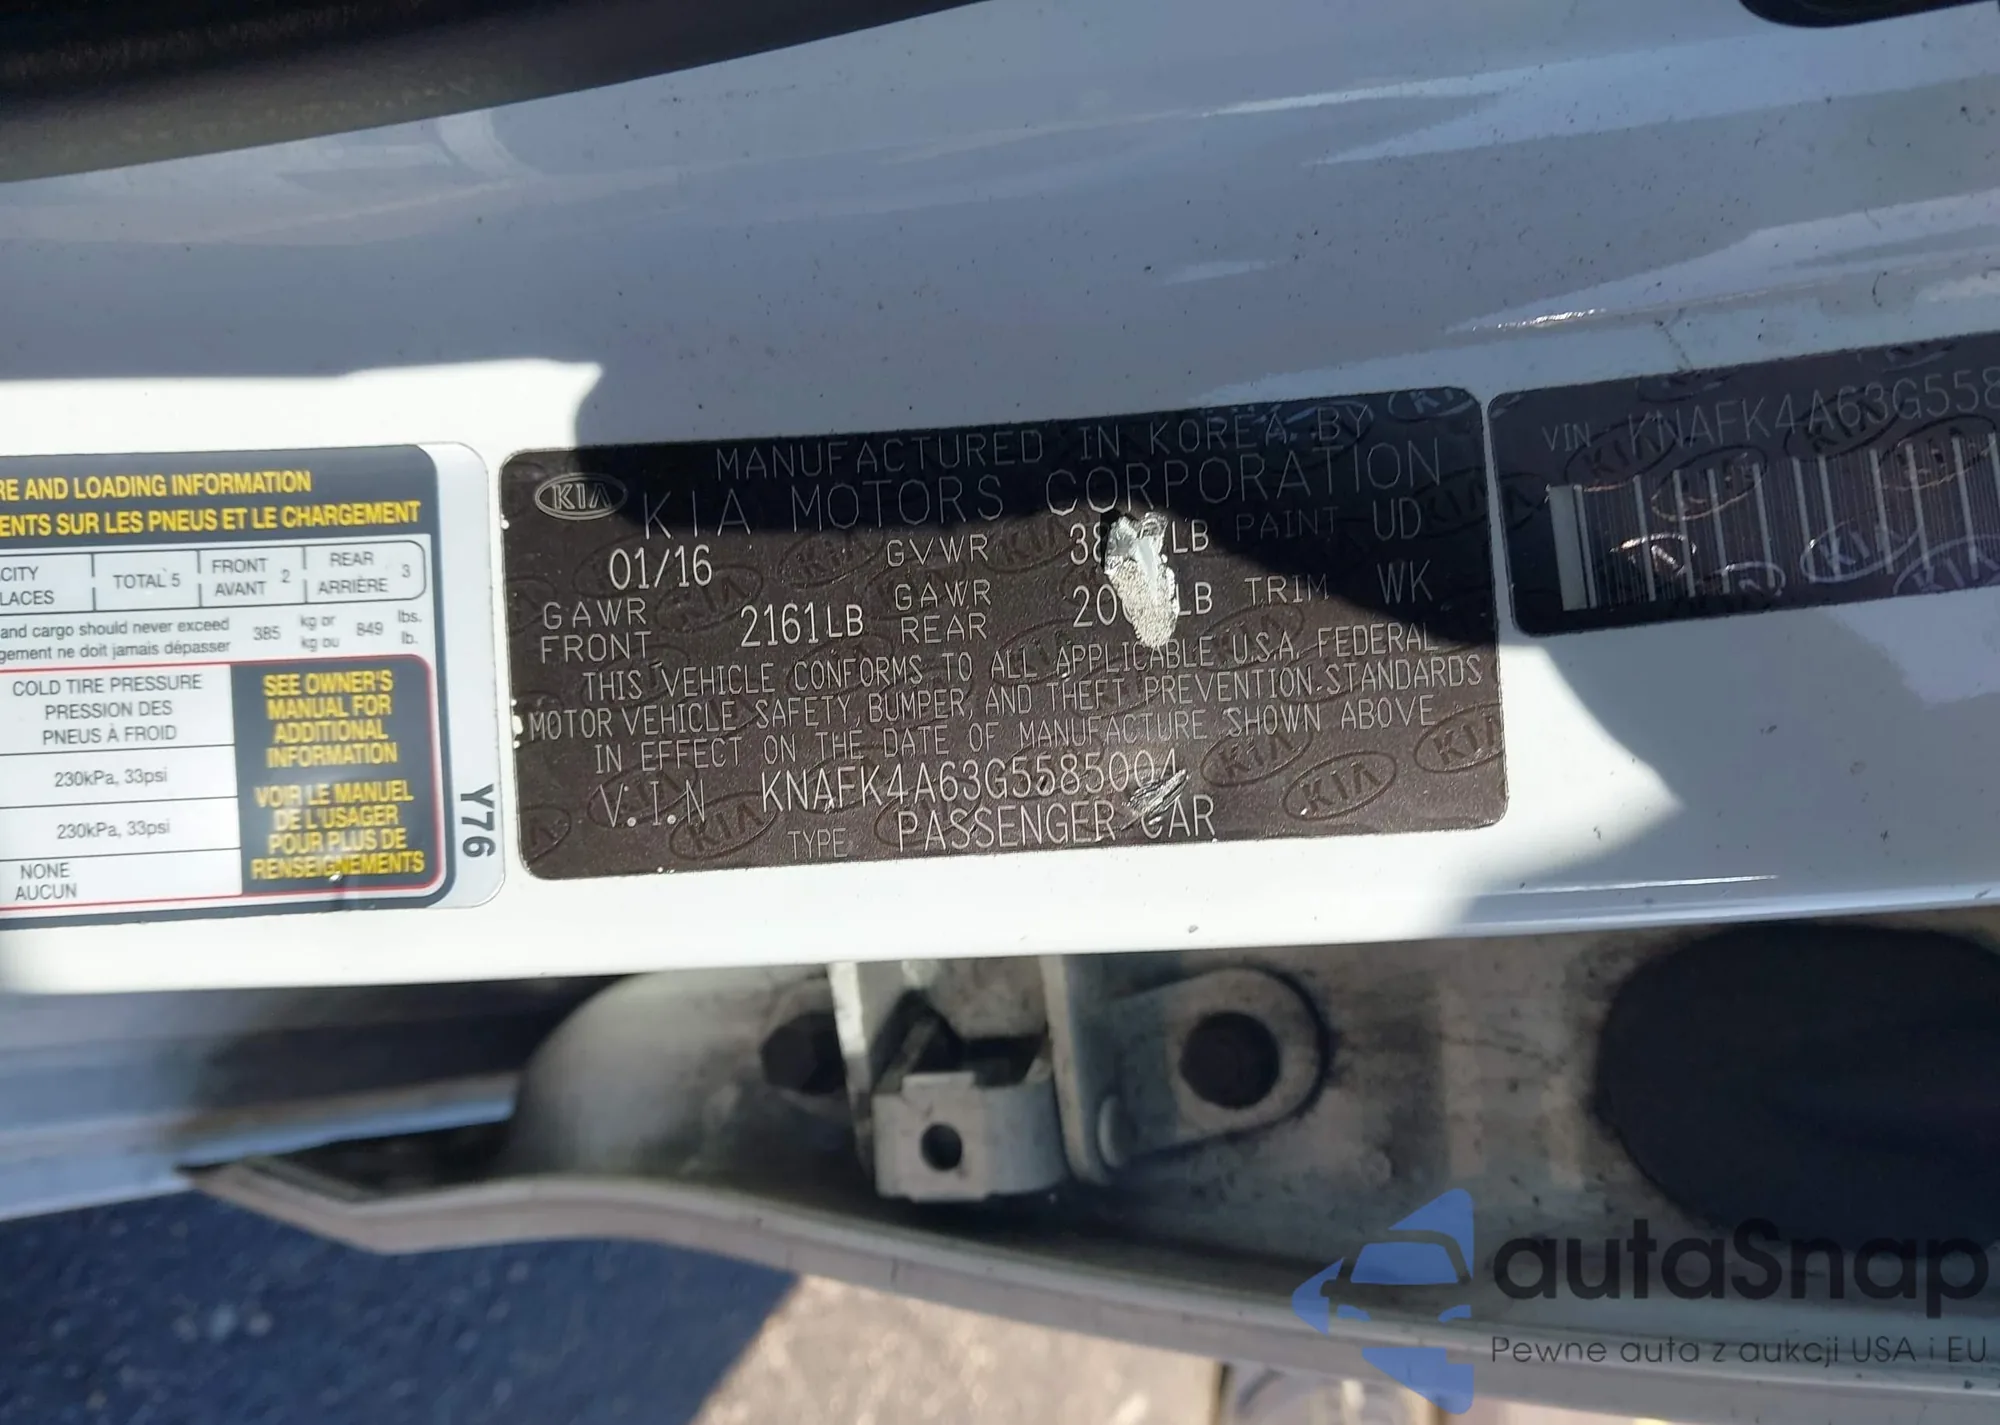 RE AND LOADING INFORMATION
ENTS SUR LES PNEUS ET LE CHARGEMENT
CITY
LACES
TOTAL 5
FRONT
AVANT 2
REAR
ARRIÈRE 3
and cargo should never exceed
gement ne doit jamais dépasser
385 kg or
kg ou
849 lbs.
lb.
COLD TIRE PRESSURE
PRESSION DES
PNEUS À FROID
230kPa, 33psi
230kPa, 33psi
NONE
AUCUN
SEE OWNER'S
MANUAL FOR
ADDITIONAL
INFORMATION
VOIR LE MANUEL
DE L'USAGER
POUR PLUS DE
RENSEIGNEMENTS
Y76
KIA
MANUFACTURED IN KOREA BY
KIA MOTORS CORPORATION
01/16 GVWR LB PAINT UD
GAWR
FRONT 2161LB GAWR
REAR LB TRIM WK
THIS VEHICLE CONFORMS TO ALL APPLICABLE U.S.A. FEDERAL
MOTOR VEHICLE SAFETY, BUMPER, AND THEFT PREVENTION STANDARDS
IN EFFECT ON THE DATE OF MANUFACTURE SHOWN ABOVE
V.I.N KNAFK4A63G5585004
TYPE PASSENGER CAR
VIN KNAFK4A63G558
autaSnap
Pewne auta z aukcji USA i EU